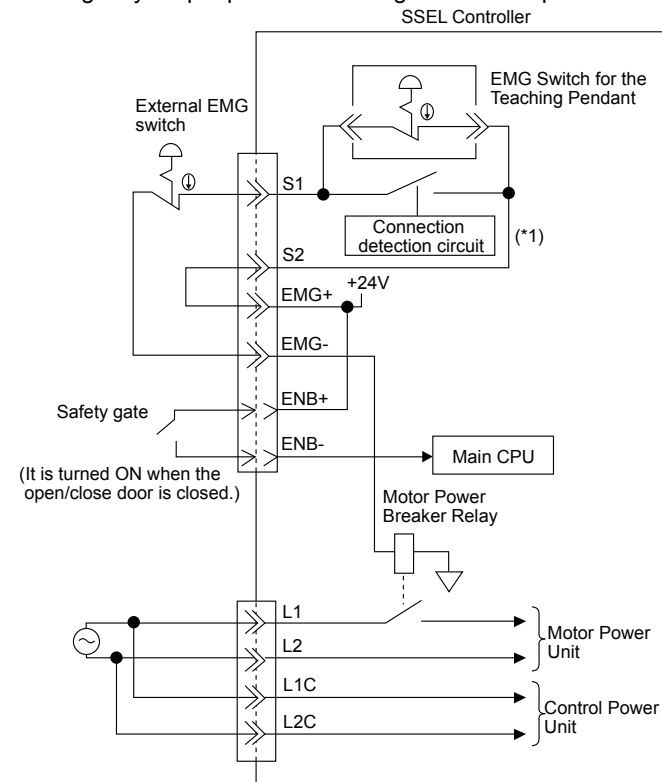 SSEL Controller
EMG Switch for the
Teaching Pendant
External EMG
switch
S1
Connection
detection circuit
(*1)
S2
+24V
EMG+
EMG-
ENB+
Safety gate
ENB-
Main CPU
(It is turned ON when the
open/close door is closed.)
Motor Power
Breaker Relay
L1
L2
Motor Power
Unit
L1C
Control Power
Unit
L2C